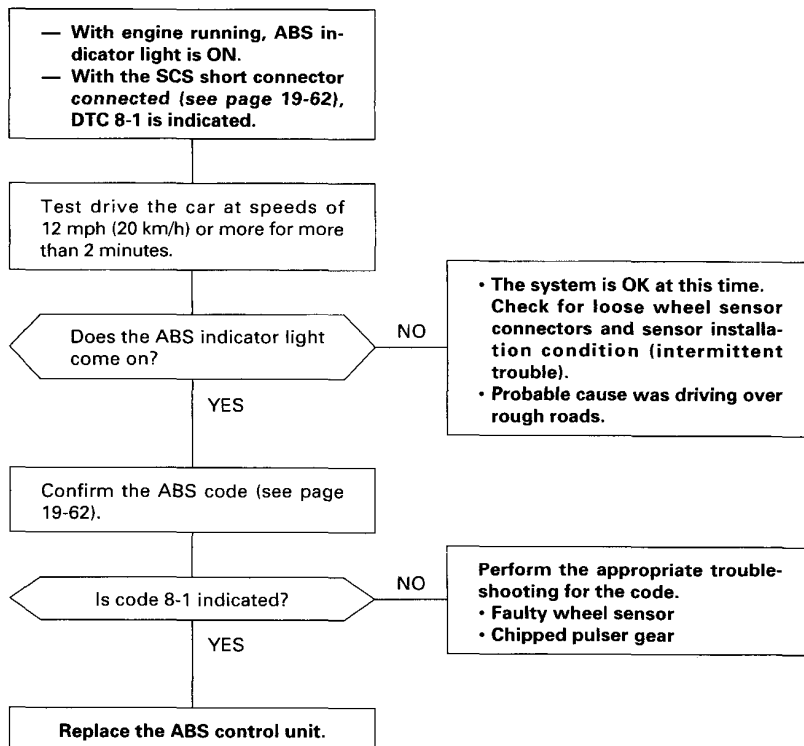 — With engine running, ABS in-
dicator light is ON.
— With the SCS short connector
connected (see page 19-62),
DTC 8-1 is indicated.
Test drive the car at speeds of
12 mph (20 km/h) or more for more
than 2 minutes.
Does the ABS indicator light
come on?
NO
• The system is OK at this time.
Check for loose wheel sensor
connectors and sensor installa-
tion condition (intermittent
trouble).
• Probable cause was driving over
rough roads.
YES
Confirm the ABS code (see page
19-62).
Is code 8-1 indicated?
NO
Perform the appropriate trouble-
shooting for the code.
• Faulty wheel sensor
• Chipped pulser gear
YES
Replace the ABS control unit.